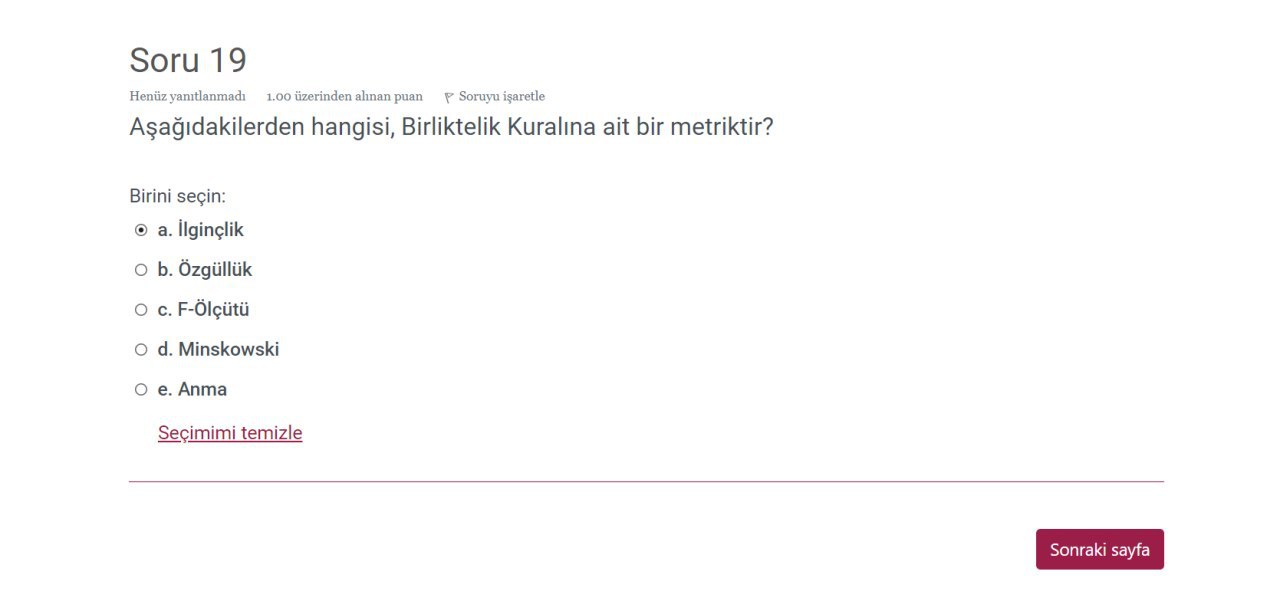 Soru 19
Henüz yanıtlanmadı 1.00 üzerinden alınan puan Soruyu işaretle
Aşağıdakilerden hangisi, Birliktelik Kuralına ait bir metriktir?
Birini seçin:
a. İlginçlik
b. Özgüllük
c. F-Ölçütü
d. Minskowski
e. Anma
Seçimimi temizle
Sonraki sayfa